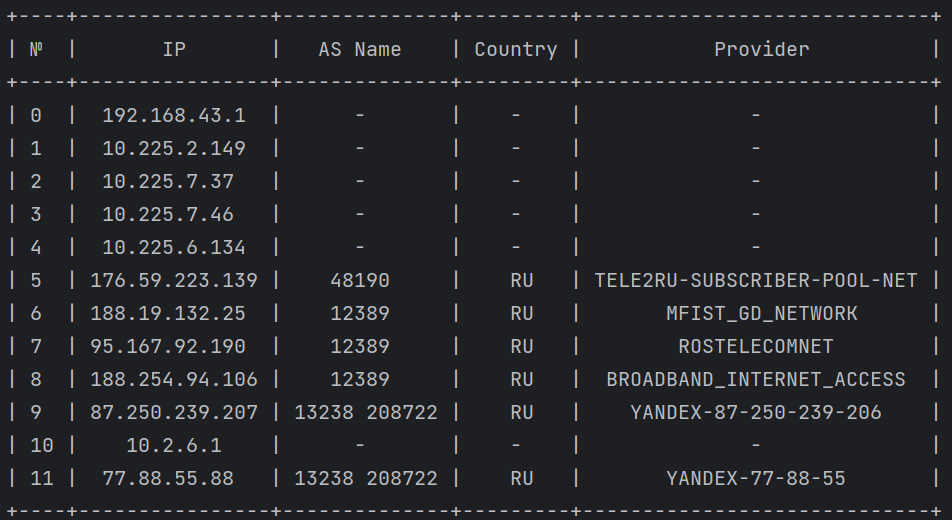 +----+----------------+--------------+---------+-----------------------------+
| № |       IP       |   AS Name    | Country |          Provider           |
+----+----------------+--------------+---------+-----------------------------+
| 0  |  192.168.43.1  |      -       |    -    |              -              |
| 1  |  10.225.2.149  |      -       |    -    |              -              |
| 2  |  10.225.7.37   |      -       |    -    |              -              |
| 3  |  10.225.7.46   |      -       |    -    |              -              |
| 4  |  10.225.6.134  |      -       |    -    |              -              |
| 5  | 176.59.223.139 |    48190     |    RU   | TELE2RU-SUBSCRIBER-POOL-NET |
| 6  | 188.19.132.25  |    12389     |    RU   |       MFIST_GD_NETWORK      |
| 7  | 95.167.92.190  |    12389     |    RU   |        ROSTELECOMNET        |
| 8  | 188.254.94.106 |    12389     |    RU   |  BROADBAND_INTERNET_ACCESS  |
| 9  | 87.250.239.207 | 13238 208722 |    RU   |    YANDEX-87-250-239-206    |
| 10 |    10.2.6.1    |      -       |    -    |              -              |
| 11 |  77.88.55.88   | 13238 208722 |    RU   |       YANDEX-77-88-55       |
+----+----------------+--------------+---------+-----------------------------+